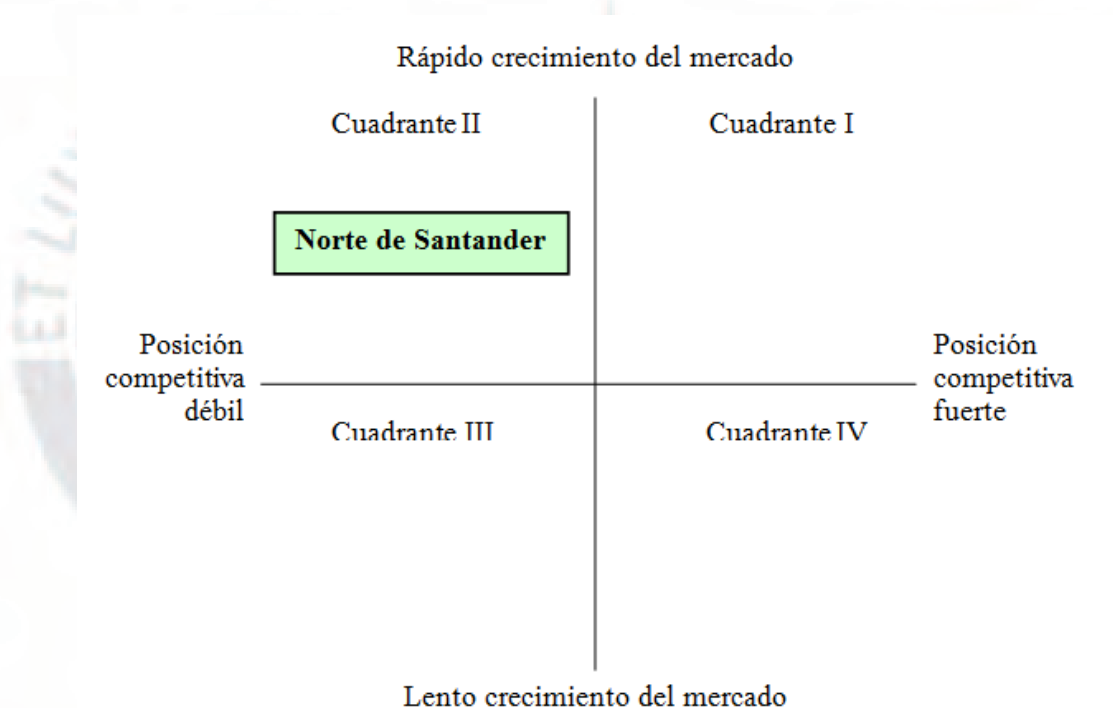 Rápido crecimiento del mercado
Cuadrante II
Cuadrante I
Norte de Santander
Posición
competitiva
débil
Posición
competitiva
fuerte
Cuadrante III
Cuadrante IV
Lento crecimiento del mercado